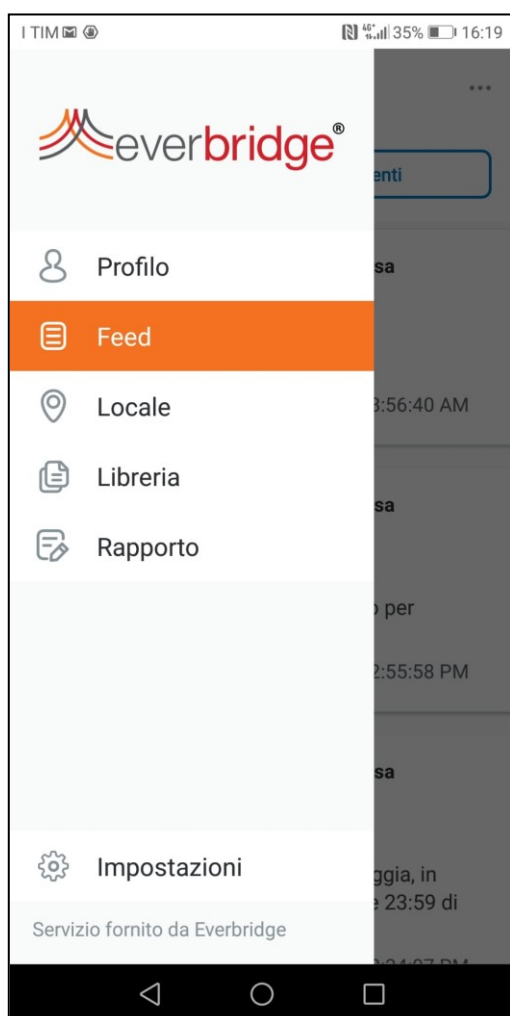 I TIM 35% 16:19
everbridge®
enti
Profilo
sa
Feed
Locale
3:56:40 AM
Libreria
sa
Rapporto
per
2:55:58 PM
sa
Impostazioni
ggia, in
23:59 di
Servizio fornito da Everbridge